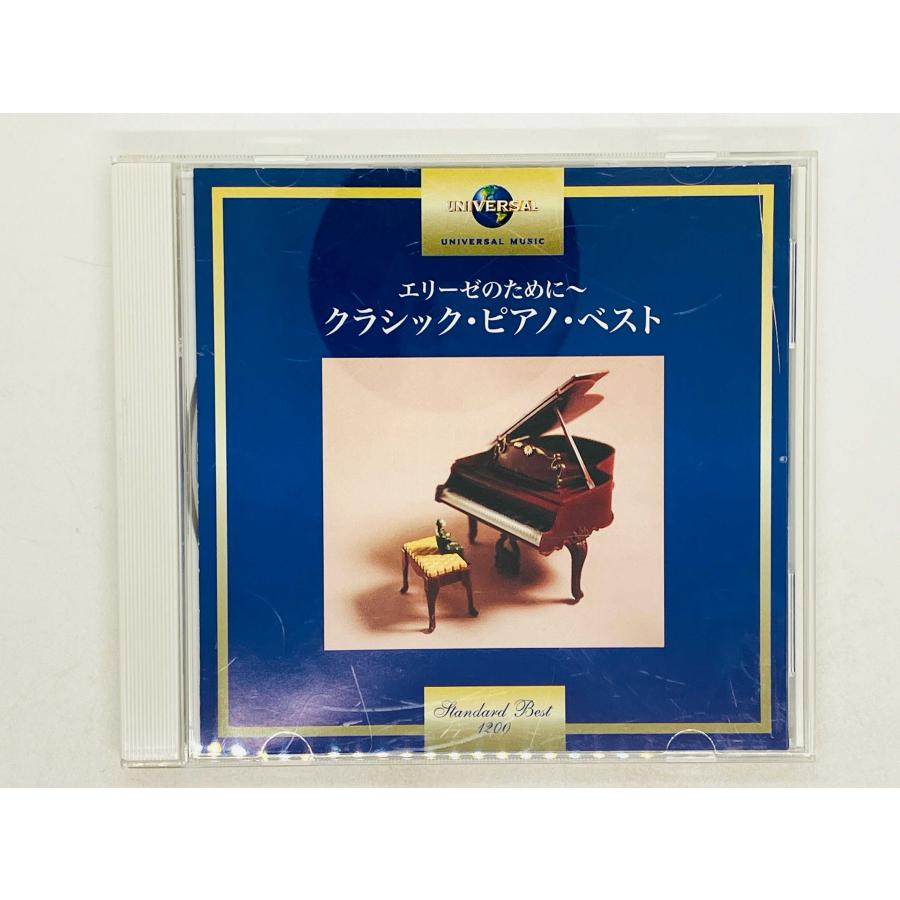 UNIVERSAL
UNIVERSAL MUSIC
エリーゼのために～
クラシック・ピアノ・ベスト
Standard Best
1200